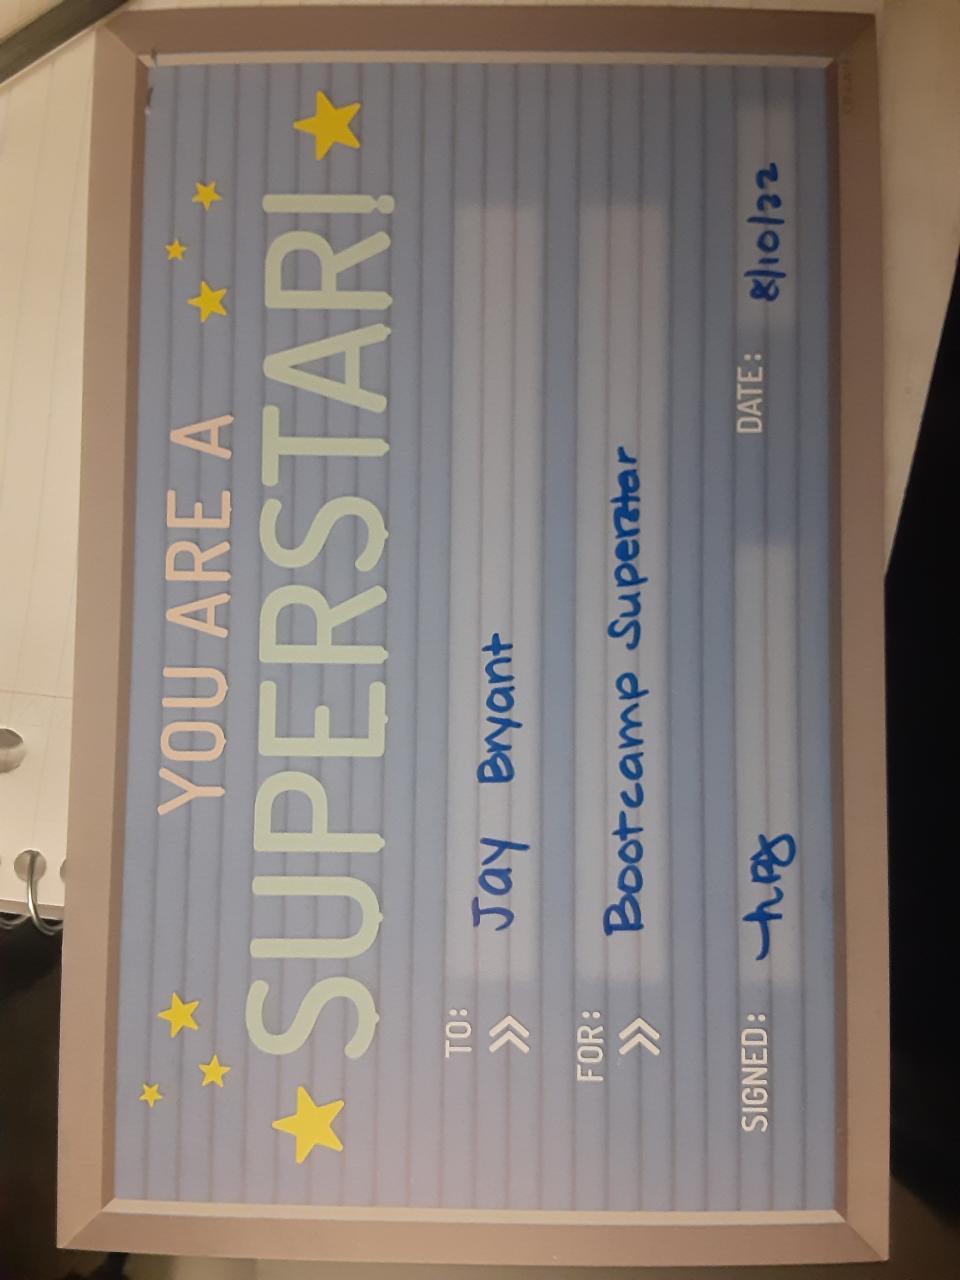 YOU ARE A
SUPERSTAR!
TO:
» Jay Bryant
FOR:
» Bootcamp Superstar
SIGNED:
DATE: 8/10/22